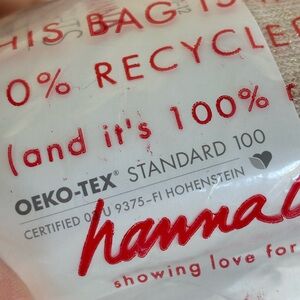 HIS BAG IS
0% RECYCLE
(and it's 100%
OEKO-TEX® STANDARD 100
CERTIFIED U 9375-FI HOHENSTEIN
hanna
showing love for